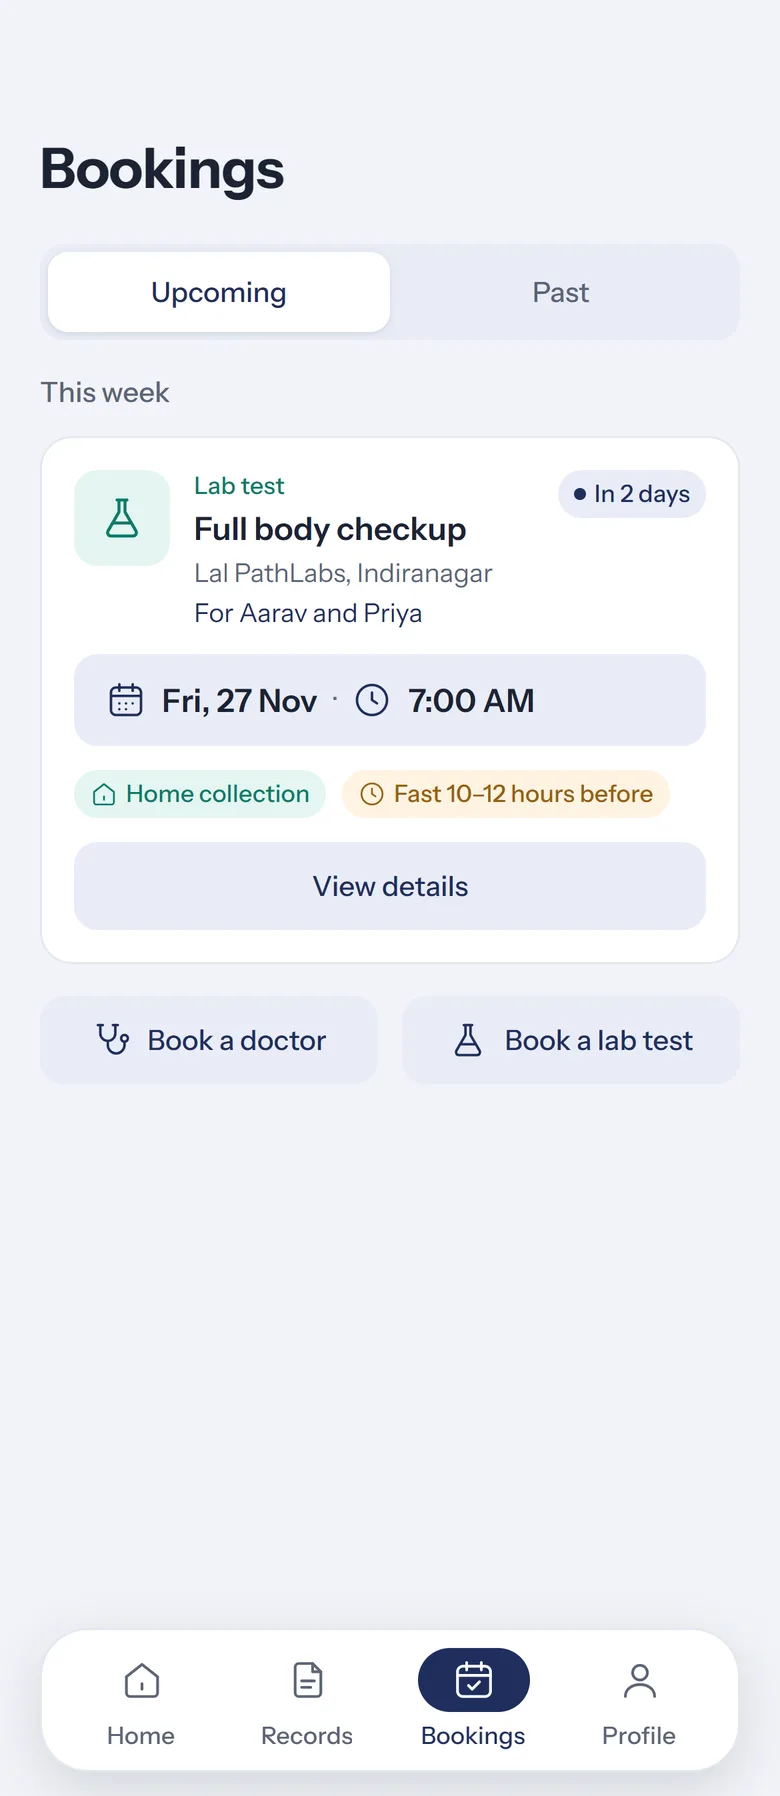 Bookings
Upcoming
Past
This week
Lab test
In 2 days
Full body checkup
Lal PathLabs, Indiranagar
For Aarav and Priya
Fri, 27 Nov · 7:00 AM
Home collection
Fast 10–12 hours before
View details
Book a doctor
Book a lab test
Home
Records
Bookings
Profile